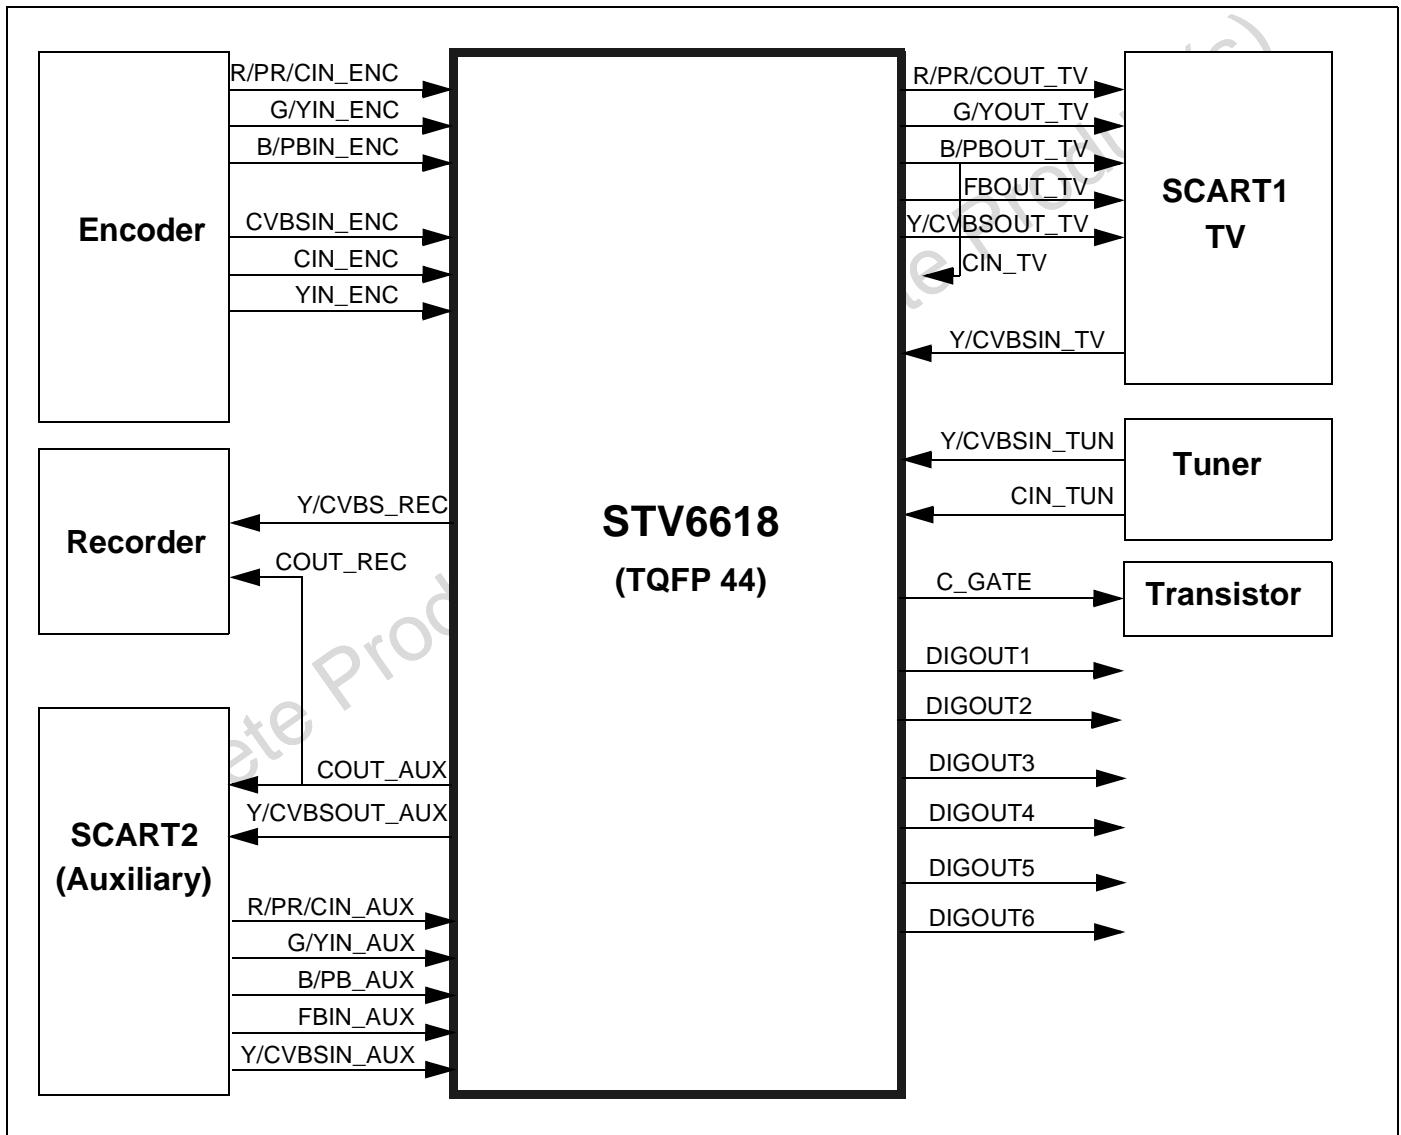 Encoder
R/PR/CIN_ENC
G/YIN_ENC
B/PBIN_ENC
CVBSIN_ENC
CIN_ENC
YIN_ENC
Recorder
Y/CVBS_REC
COUT_REC
SCART2
(Auxiliary)
COUT_AUX
Y/CVBSOUT_AUX
R/PR/CIN_AUX
G/YIN_AUX
B/PB_AUX
FBIN_AUX
Y/CVBSIN_AUX
STV6618
(TQFP 44)
R/PR/COUT_TV
G/YOUT_TV
B/PBOUT_TV
FBOUT_TV
Y/CVBSOUT_TV
CIN_TV
Y/CVBSIN_TV
SCART1
TV
Y/CVBSIN_TUN
CIN_TUN
Tuner
C_GATE
Transistor
DIGOUT1
DIGOUT2
DIGOUT3
DIGOUT4
DIGOUT5
DIGOUT6